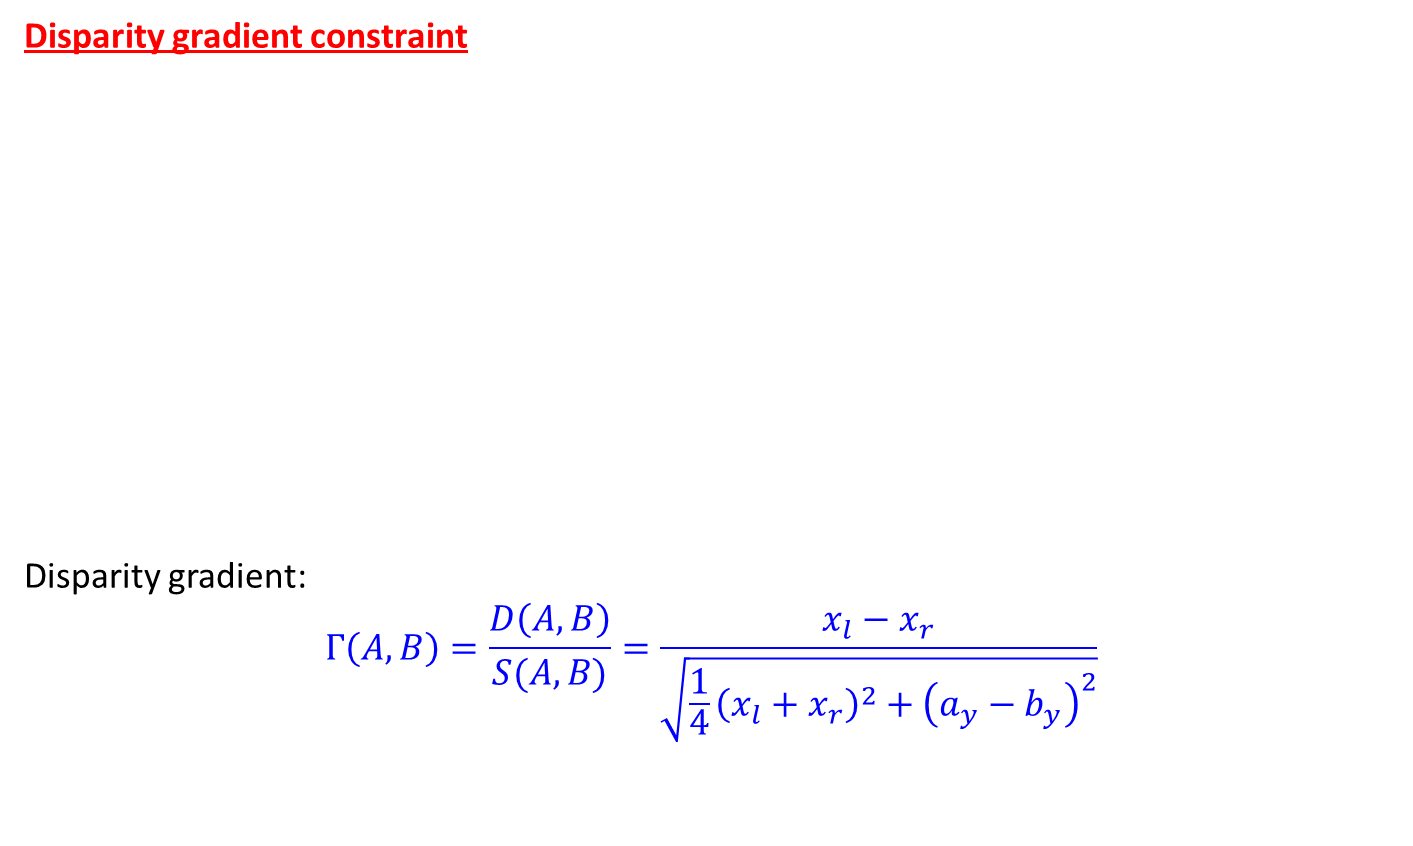 Disparity gradient constraint
Disparity gradient:
Γ(A, B) = D(A, B) / S(A, B) = (x_l − x_r) / √(1/4 (x_l + x_r)² + (a_y − b_y)²)